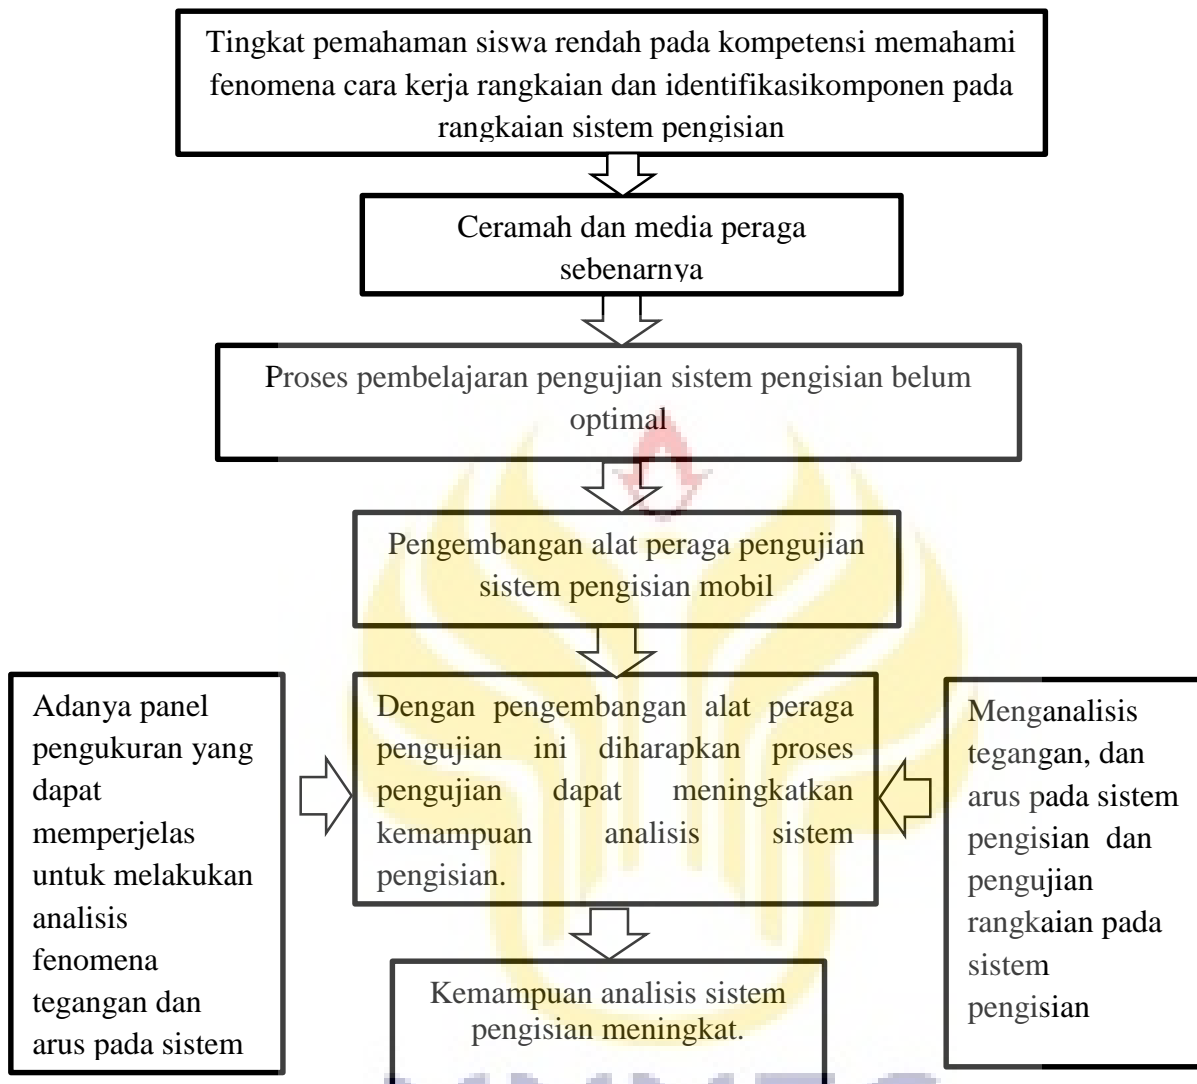 Tingkat pemahaman siswa rendah pada kompetensi memahami
fenomena cara kerja rangkaian dan identifikasikomponen pada
rangkaian sistem pengisian
Ceramah dan media peraga
sebenarnya
Proses pembelajaran pengujian sistem pengisian belum
optimal
Pengembangan alat peraga pengujian
sistem pengisian mobil
Adanya panel
pengukuran yang
dapat
memperjelas
untuk melakukan
analisis
fenomena
tegangan dan
arus pada sistem
Dengan pengembangan alat peraga
pengujian ini diharapkan proses
pengujian dapat meningkatkan
kemampuan analisis sistem
pengisian.
Menganalisis
tegangan, dan
arus pada sistem
pengisian dan
pengujian
rangkaian pada
sistem
pengisian
Kemampuan analisis sistem
pengisian meningkat.